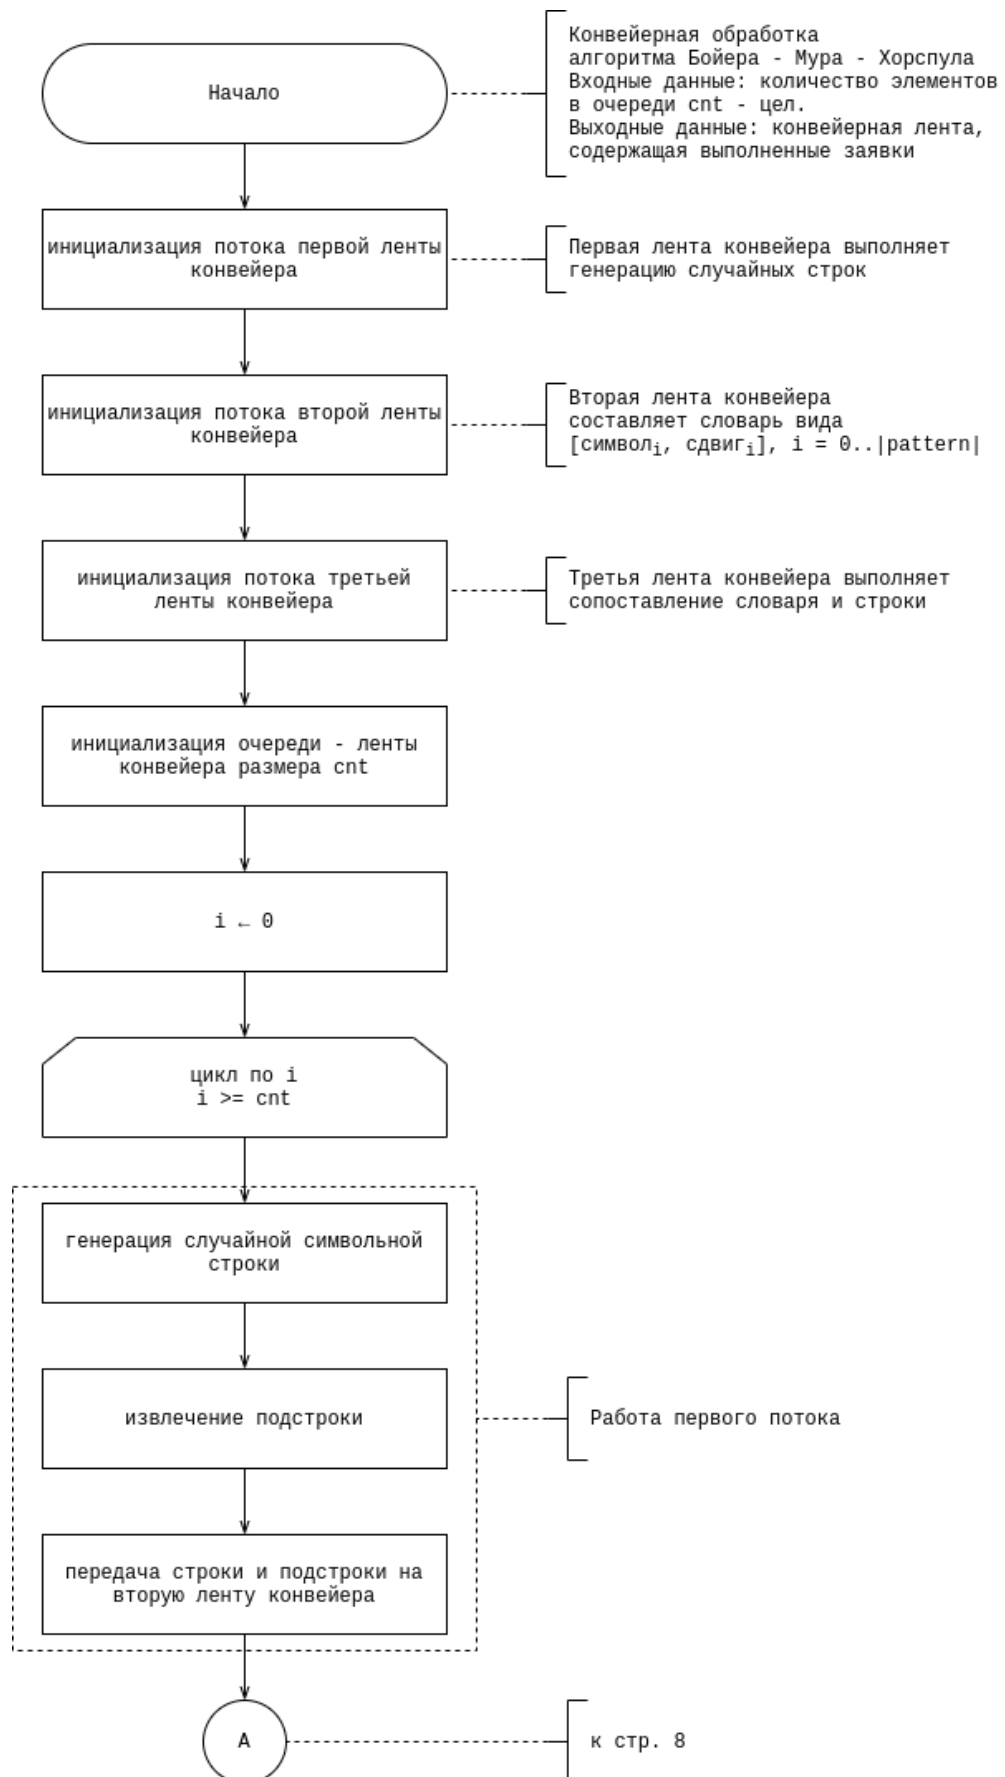 Начало
Конвейерная обработка
алгоритма Бойера - Мура - Хорспула
Входные данные: количество элементов
в очереди cnt - цел.
Выходные данные: конвейерная лента,
содержащая выполненные заявки
инициализация потока первой ленты
конвейера
Первая лента конвейера выполняет
генерацию случайных строк
инициализация потока второй ленты
конвейера
Вторая лента конвейера
составляет словарь вида
[символi, сдвигi], i = 0..|pattern|
инициализация потока третьей
ленты конвейера
Третья лента конвейера выполняет
сопоставление словаря и строки
инициализация очереди - ленты
конвейера размера cnt
i ← 0
цикл по i
i >= cnt
генерация случайной символьной
строки
извлечение подстроки
Работа первого потока
передача строки и подстроки на
вторую ленту конвейера
А
к стр. 8